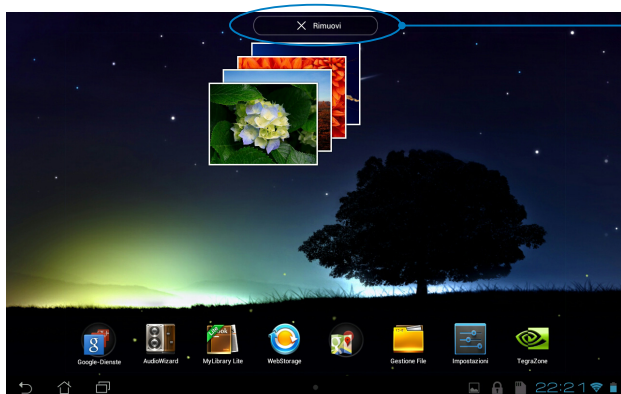 Rimuovi
Google-Dienste AudioWizard MyLibrary Lite WebStorage Gestione File Impostazioni TegraZone
22:21